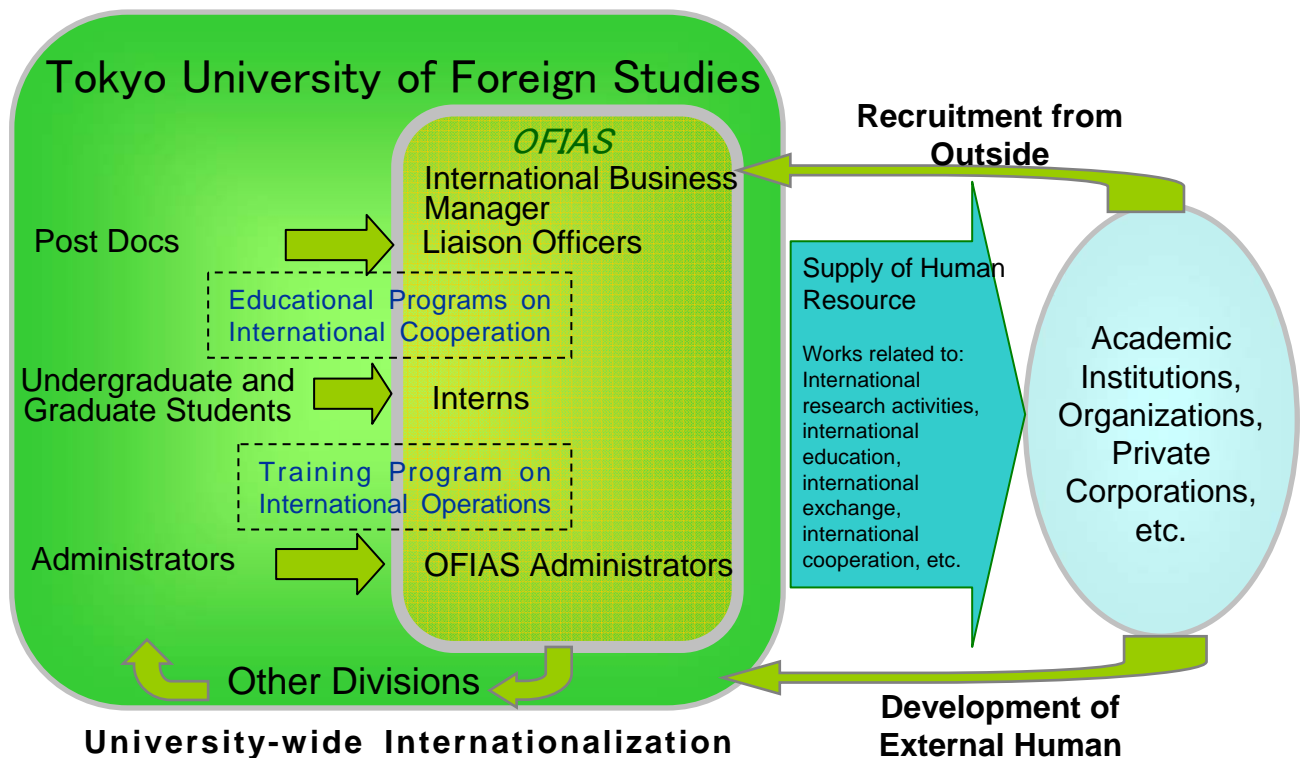 Tokyo University of Foreign Studies
OFIAS
International Business
Manager
Liaison Officers
Post Docs
Educational Programs on
International Cooperation
Undergraduate and
Graduate Students
Interns
Training Program on
International Operations
Administrators
OFIAS Administrators
Other Divisions
University-wide Internationalization
Recruitment from
Outside
Supply of Human
Resource
Works related to:
International
research activities,
international
education,
international
exchange,
international
cooperation, etc.
Academic
Institutions,
Organizations,
Private
Corporations,
etc.
Development of
External Human